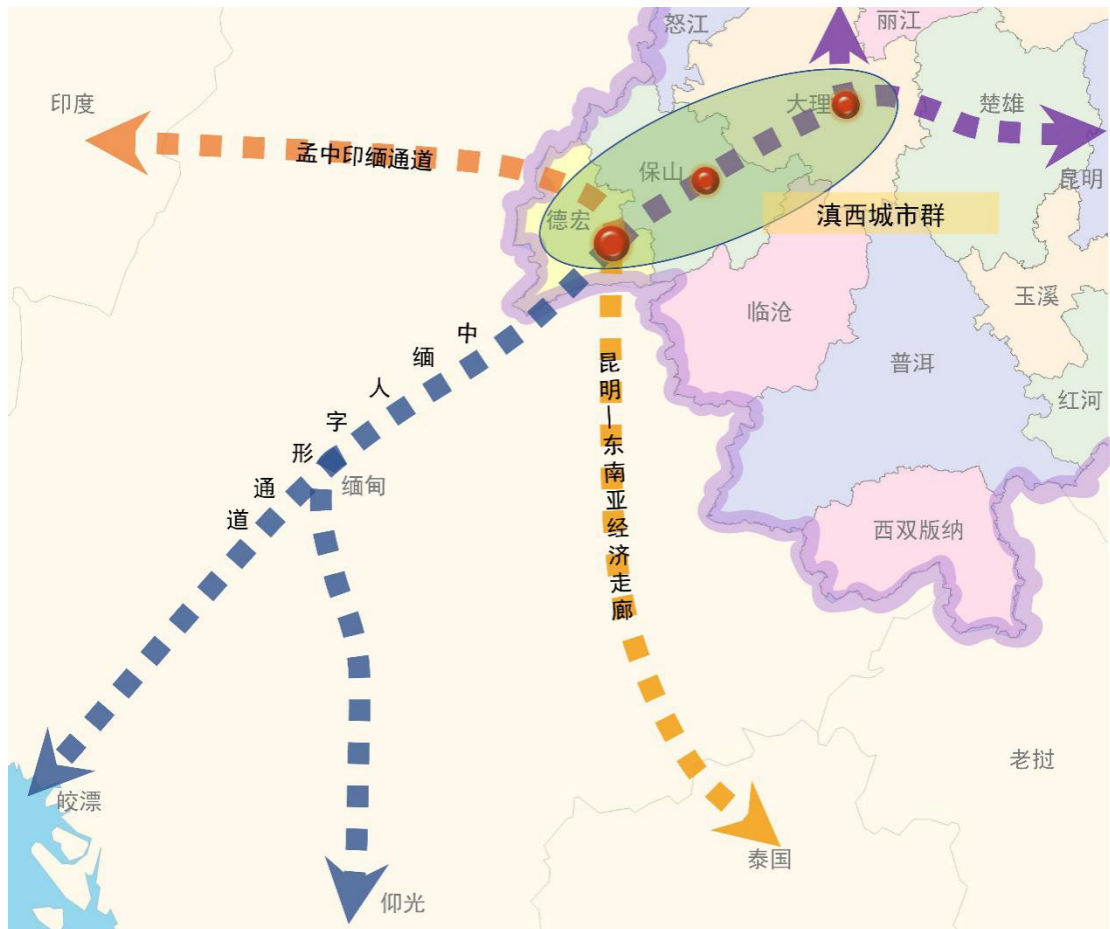 怒江
丽江
印度
大理
楚雄
孟中印缅通道
保山
昆明
德宏
滇西城市群
临沧
玉溪
普洱
红河
中缅人字形通道
昆明—东南亚经济走廊
缅甸
西双版纳
老挝
皎漂
泰国
仰光